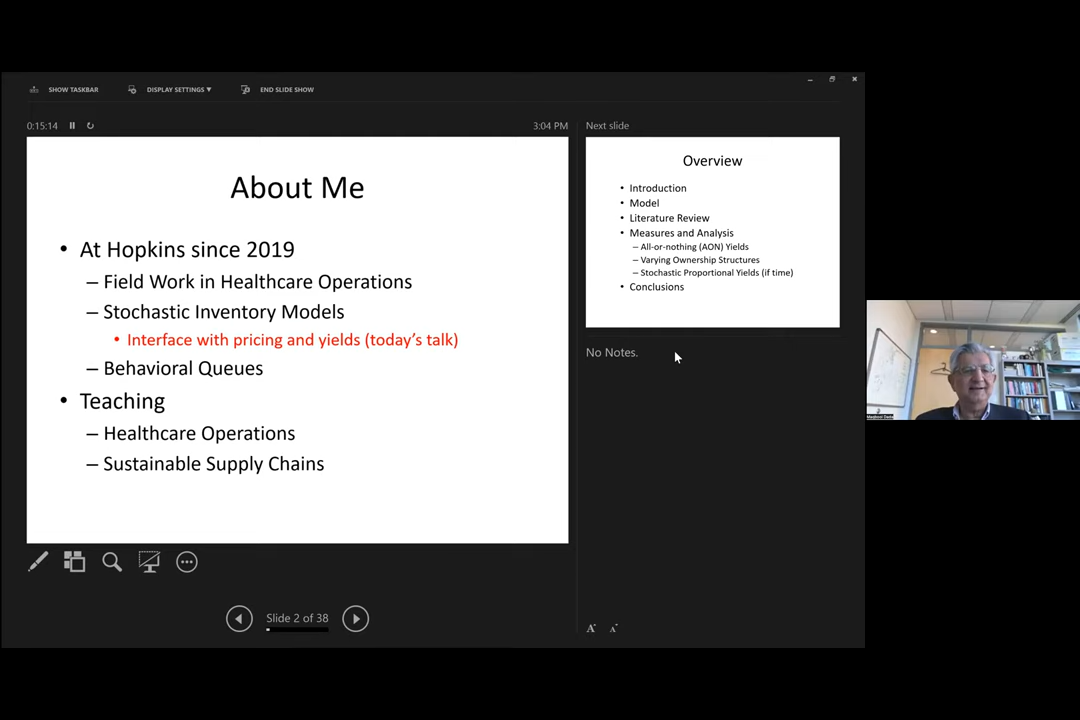 SHOW TASKBAR
DISPLAY SETTINGS ▼
END SLIDE SHOW
0:15:14
3:04 PM
About Me
• At Hopkins since 2019
– Field Work in Healthcare Operations
– Stochastic Inventory Models
• Interface with pricing and yields (today's talk)
– Behavioral Queues
• Teaching
– Healthcare Operations
– Sustainable Supply Chains
Slide 2 of 38
Next slide
Overview
• Introduction
• Model
• Literature Review
• Measures and Analysis
– All-or-nothing (AON) Yields
– Varying Ownership Structures
– Stochastic Proportional Yields (if time)
• Conclusions
No Notes.
A A